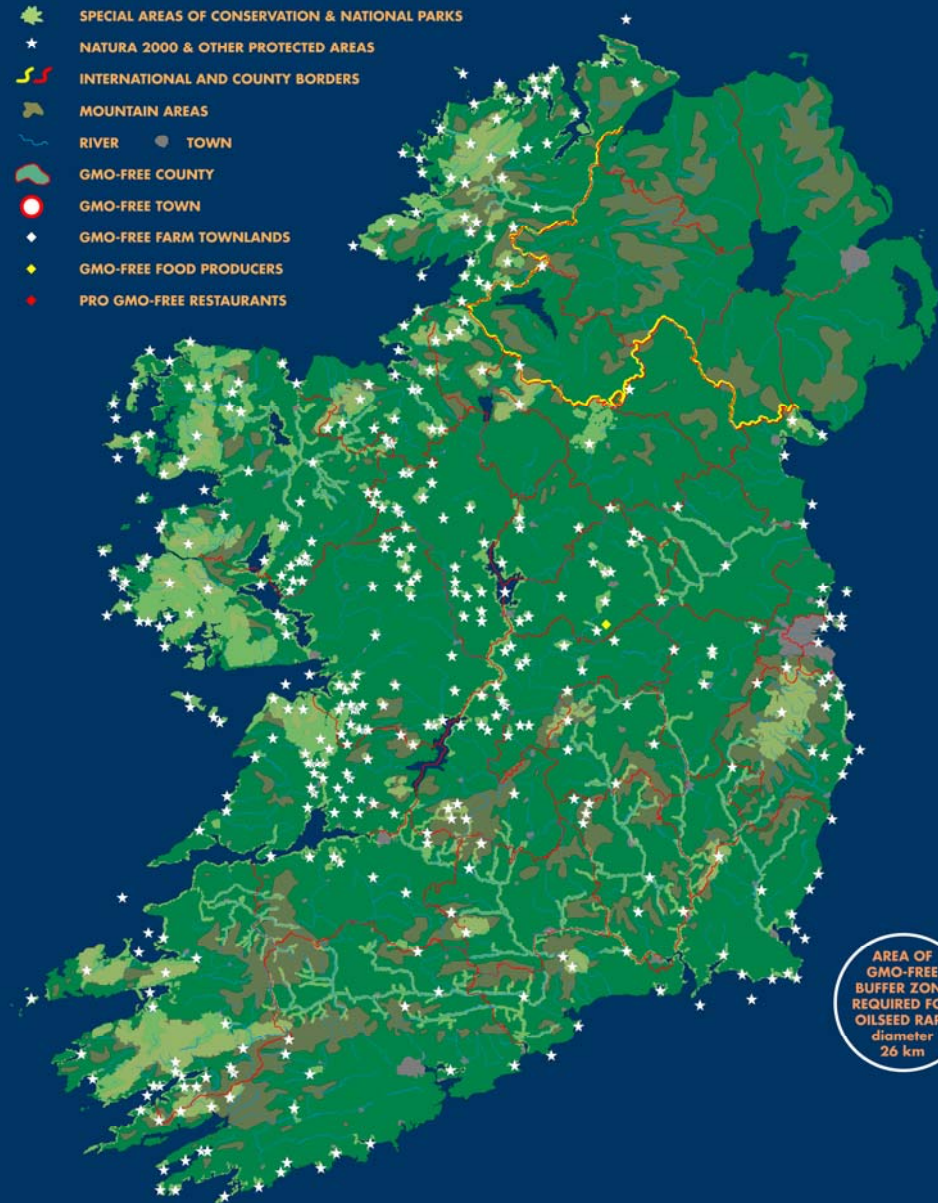 SPECIAL AREAS OF CONSERVATION & NATIONAL PARKS
NATURA 2000 & OTHER PROTECTED AREAS
INTERNATIONAL AND COUNTY BORDERS
MOUNTAIN AREAS
RIVER TOWN
GMO-FREE COUNTY
GMO-FREE TOWN
GMO-FREE FARM TOWNLANDS
GMO-FREE FOOD PRODUCERS
PRO GMO-FREE RESTAURANTS
AREA OF
GMO-FREE
BUFFER ZON
REQUIRED FO
OILSEED RAP
diameter
26 km